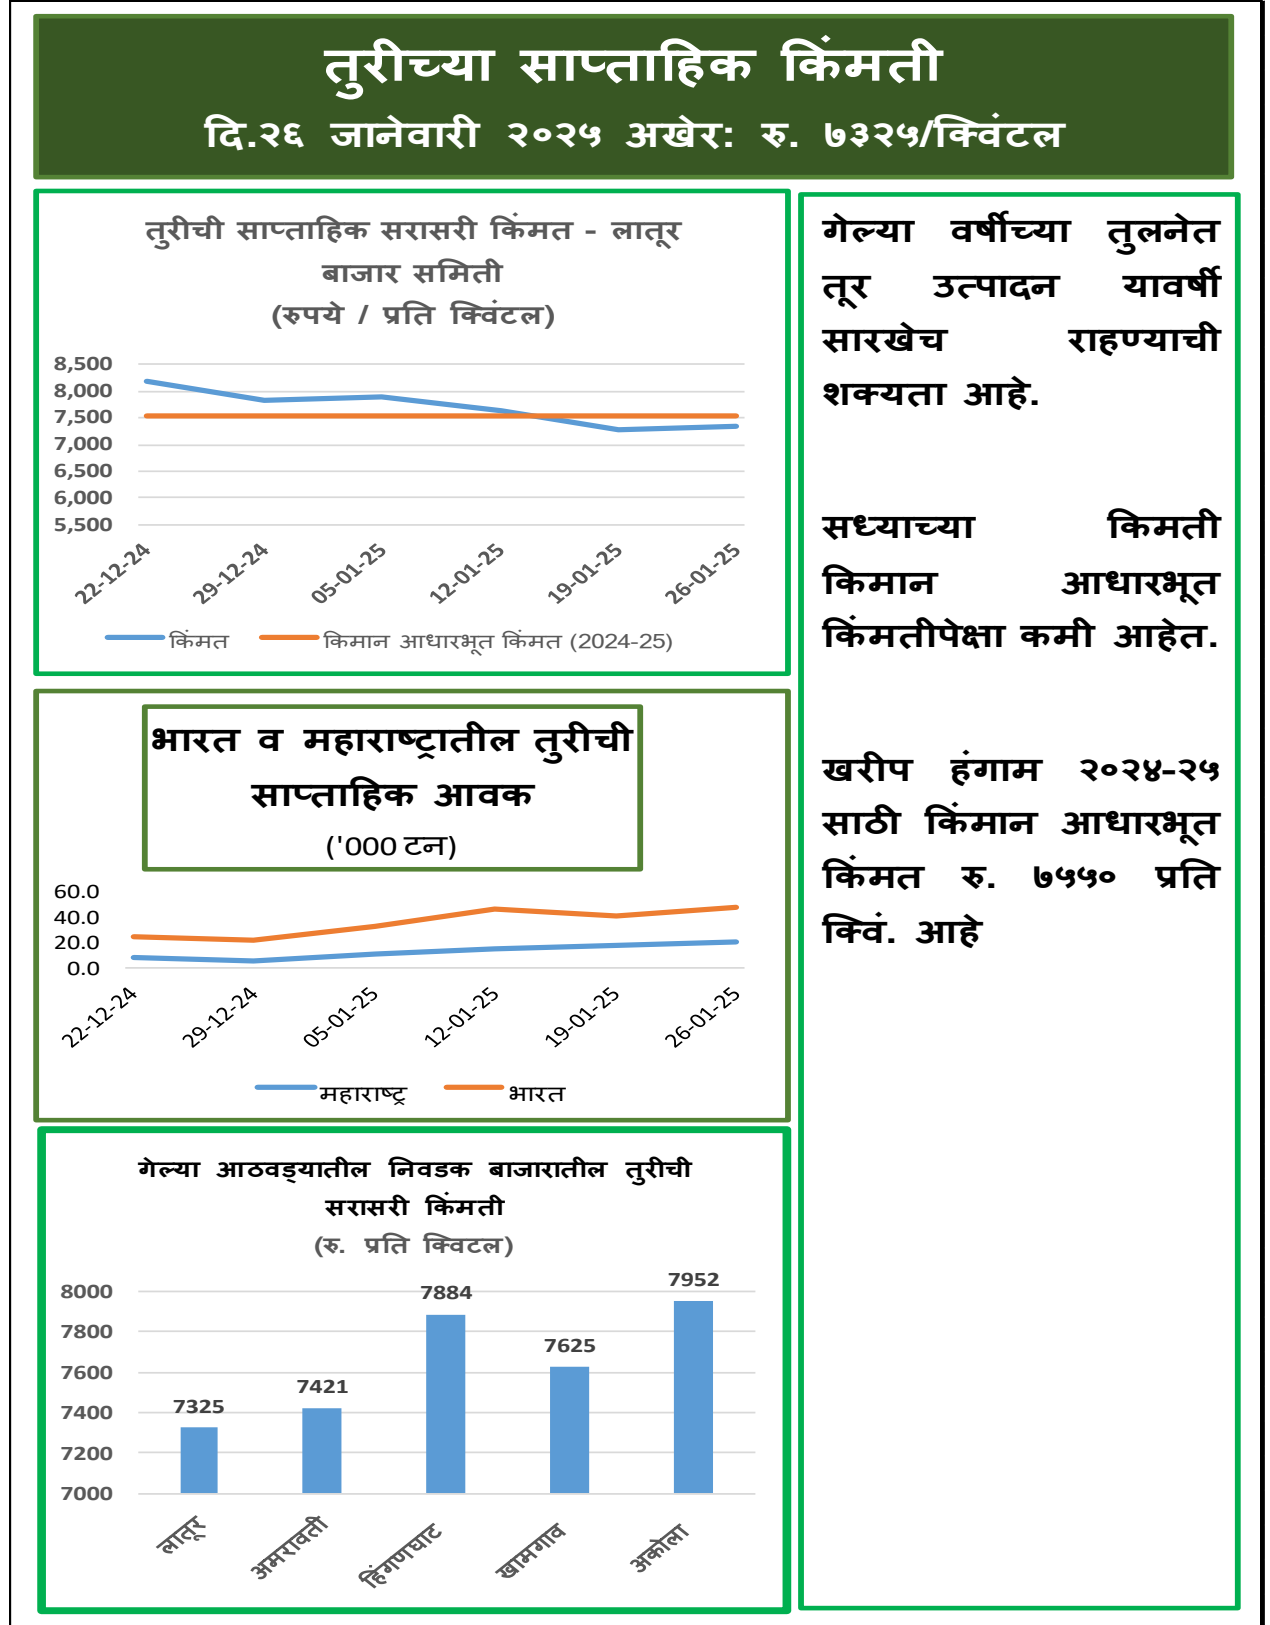 तुरीच्या साप्ताहिक किंमती
दि.२६ जानेवारी २०२५ अखेर: रु. ७३२५/क्विंटल
तुरीची साप्ताहिक सरासरी किंमत - लातूर
बाजार समिती
(रुपये / प्रति क्विंटल)
8,500
8,000
7,500
7,000
6,500
6,000
5,500
22-12-24
29-12-24
05-01-25
12-01-25
19-01-25
26-01-25
किंमत
किमान आधारभूत किंमत (2024-25)
भारत व महाराष्ट्रातील तुरीची
साप्ताहिक आवक
('000 टन)
60.0
40.0
20.0
0.0
22-12-24
29-12-24
05-01-25
12-01-25
19-01-25
26-01-25
महाराष्ट्र
भारत
गेल्या आठवड्यातील निवडक बाजारातील तुरीची
सरासरी किंमती
(रु. प्रति क्विटल)
8000
7800
7600
7400
7200
7000
7325
7421
7884
7625
7952
लातूर
अमरावती
हिंगणघाट
खामगाव
अकोला
गेल्या वर्षीच्या तुलनेत
तूर उत्पादन यावर्षी
सारखेच राहण्याची
शक्यता आहे.
सध्याच्या किमती
किमान आधारभूत
किंमतीपेक्षा कमी आहेत.
खरीप हंगाम २०२४-२५
साठी किंमान आधारभूत
किंमत रु. ७५५० प्रति
क्विं. आहे